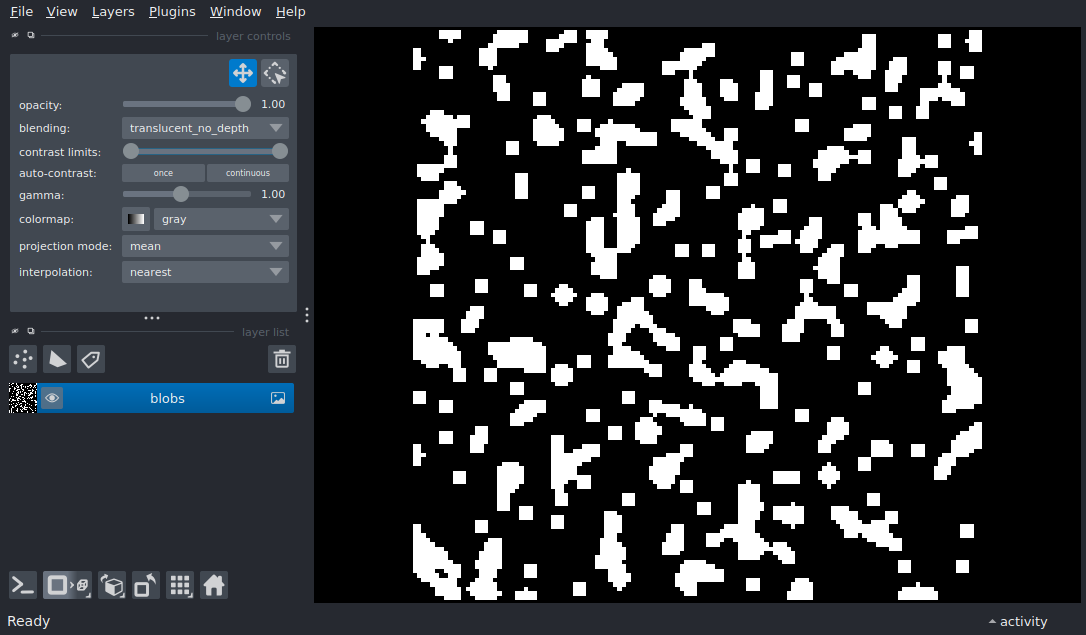 File View Layers Plugins Window Help
layer controls
opacity: 1.00
blending: translucent_no_depth
contrast limits:
auto-contrast: once continuous
gamma: 1.00
colormap: gray
projection mode: mean
interpolation: nearest
layer list
blobs
Ready activity